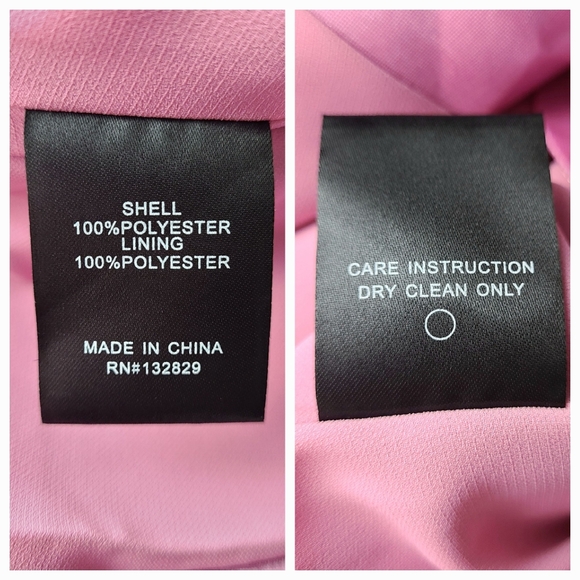 SHELL
100%POLYESTER
LINING
100%POLYESTER
MADE IN CHINA
RN#132829
CARE INSTRUCTION
DRY CLEAN ONLY